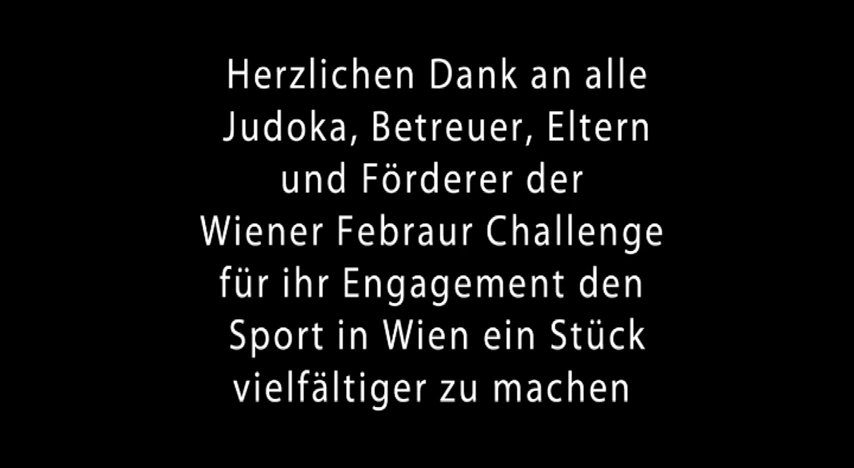 Herzlichen Dank an alle
Judoka, Betreuer, Eltern
und Förderer der
Wiener Febraur Challenge
für ihr Engagement den
Sport in Wien ein Stück
vielfältiger zu machen